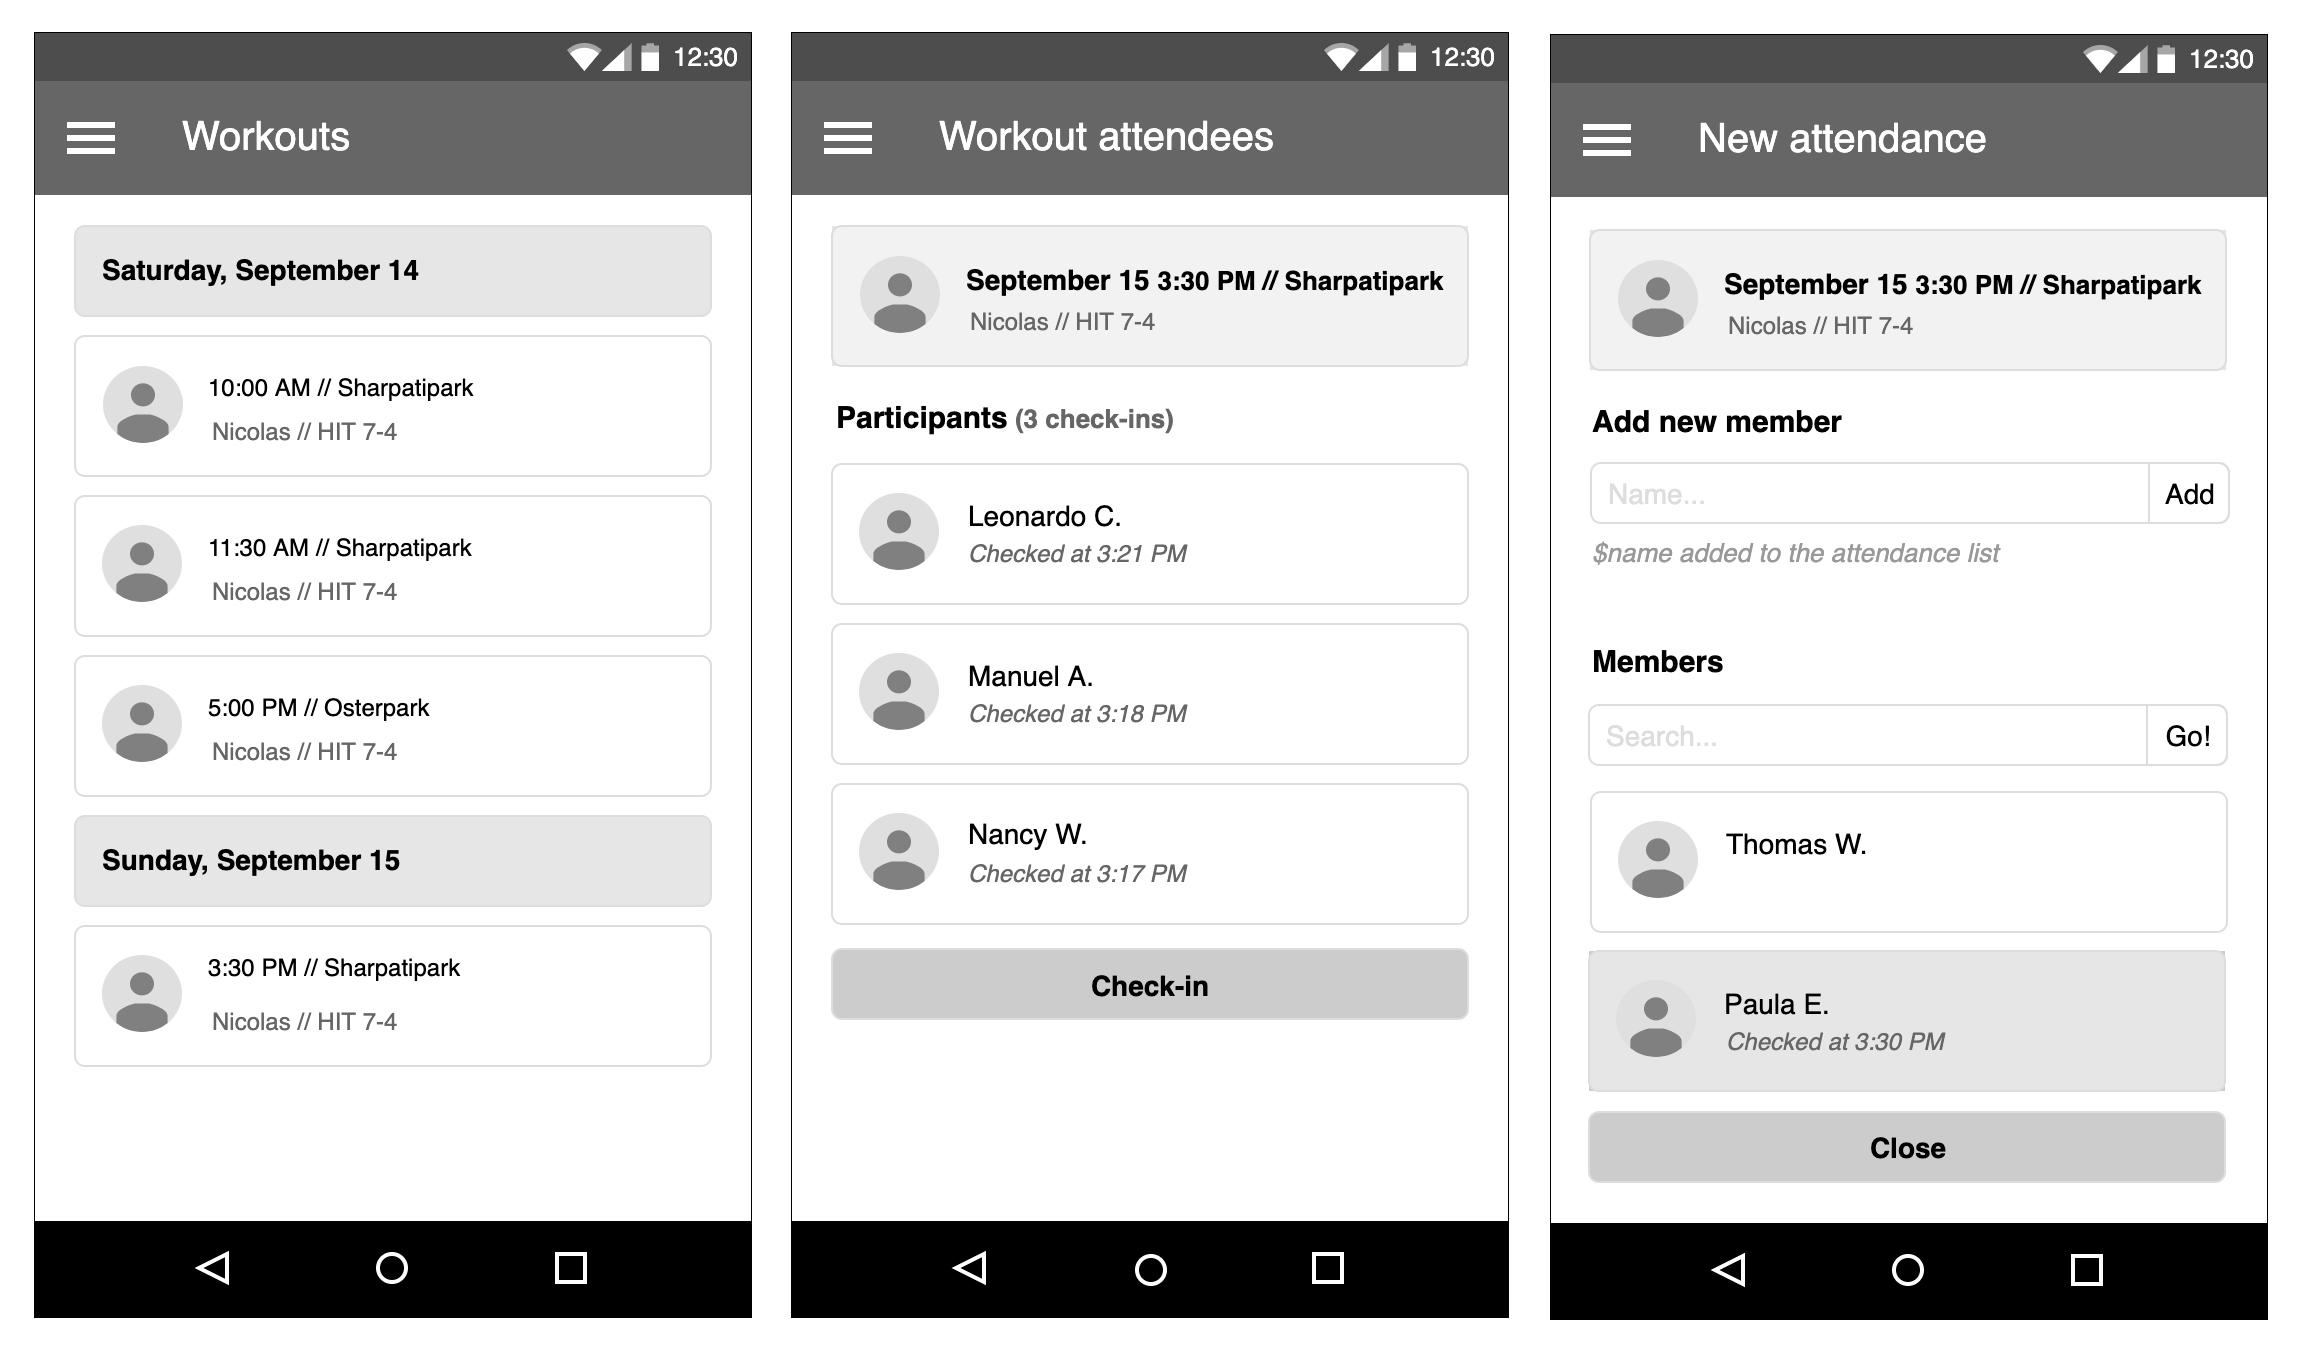 12:30
Workouts
Saturday, September 14
10:00 AM // Sharpatipark
Nicolas // HIT 7-4
11:30 AM // Sharpatipark
Nicolas // HIT 7-4
5:00 PM // Osterpark
Nicolas // HIT 7-4
Sunday, September 15
3:30 PM // Sharpatipark
Nicolas // HIT 7-4
12:30
Workout attendees
September 15 3:30 PM // Sharpatipark
Nicolas // HIT 7-4
Participants (3 check-ins)
Leonardo C.
Checked at 3:21 PM
Manuel A.
Checked at 3:18 PM
Nancy W.
Checked at 3:17 PM
Check-in
12:30
New attendance
September 15 3:30 PM // Sharpatipark
Nicolas // HIT 7-4
Add new member
Name... Add
$name added to the attendance list
Members
Search... Go!
Thomas W.
Paula E.
Checked at 3:30 PM
Close